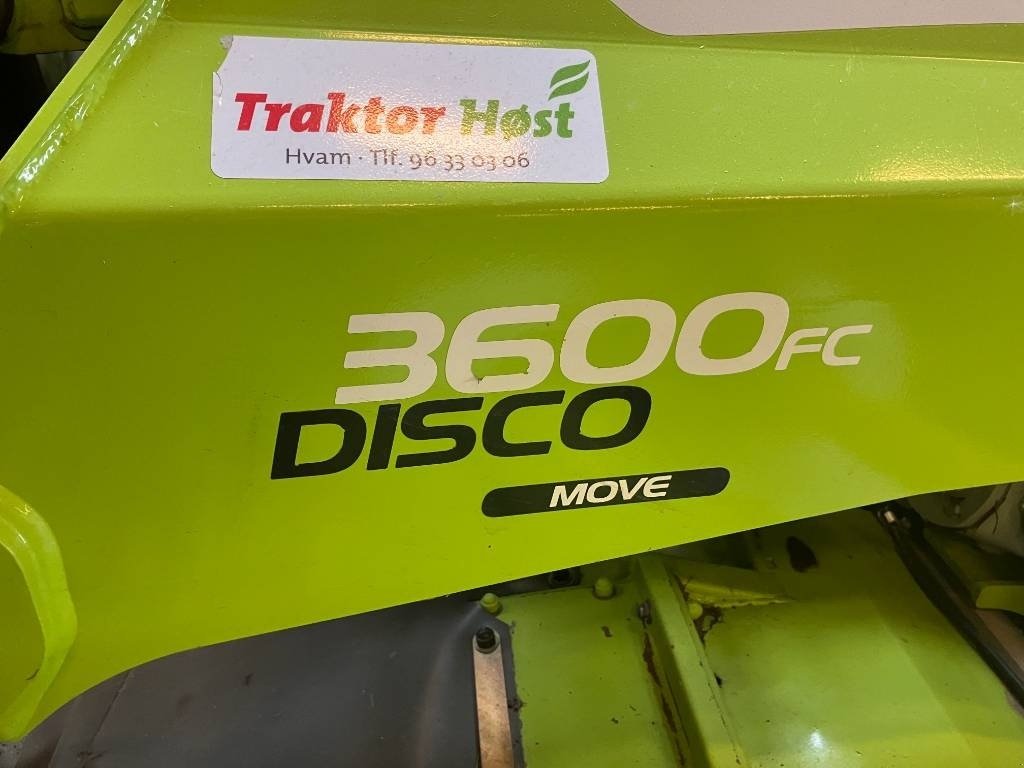 Traktor Høst
Hvam · Tlf. 96 33 03 06
3600FC
DISCO
MOVE